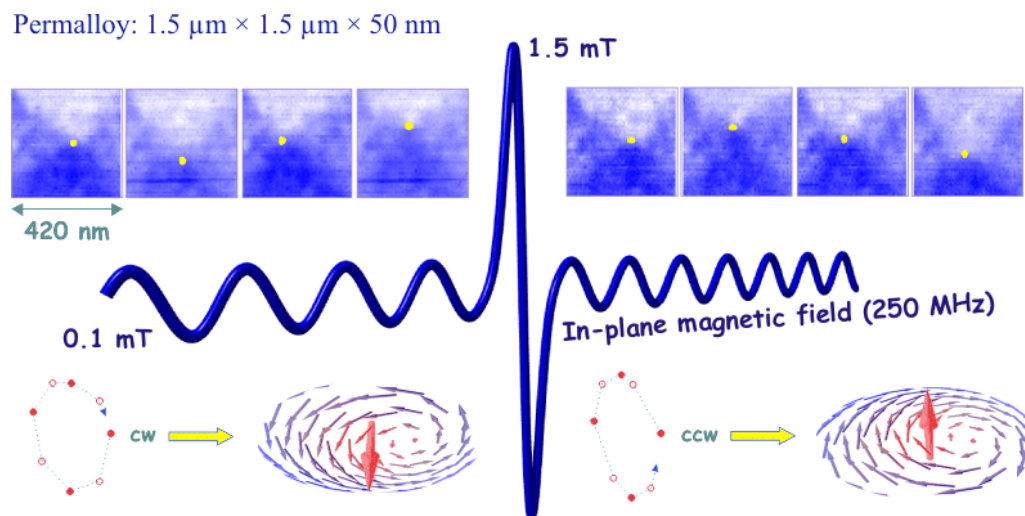 Permalloy: 1.5 µm × 1.5 µm × 50 nm
1.5 mT
420 nm
0.1 mT
In-plane magnetic field (250 MHz)
CW
CCW